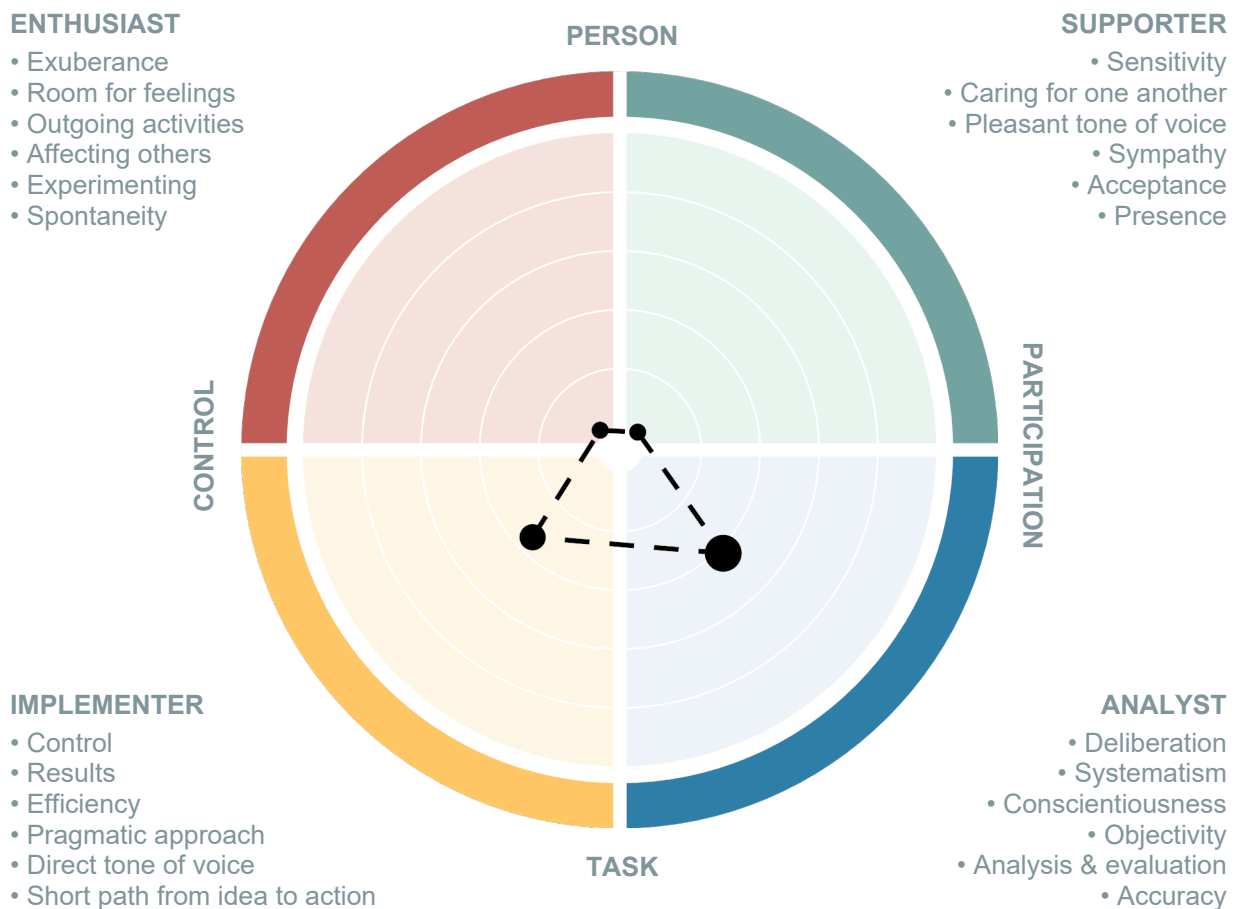 ENTHUSIAST
• Exuberance
• Room for feelings
• Outgoing activities
• Affecting others
• Experimenting
• Spontaneity
PERSON
SUPPORTER
• Sensitivity
• Caring for one another
• Pleasant tone of voice
• Sympathy
• Acceptance
• Presence
CONTROL
PARTICIPATION
IMPLEMENTER
• Control
• Results
• Efficiency
• Pragmatic approach
• Direct tone of voice
• Short path from idea to action
TASK
ANALYST
• Deliberation
• Systematism
• Conscientiousness
• Objectivity
• Analysis & evaluation
• Accuracy